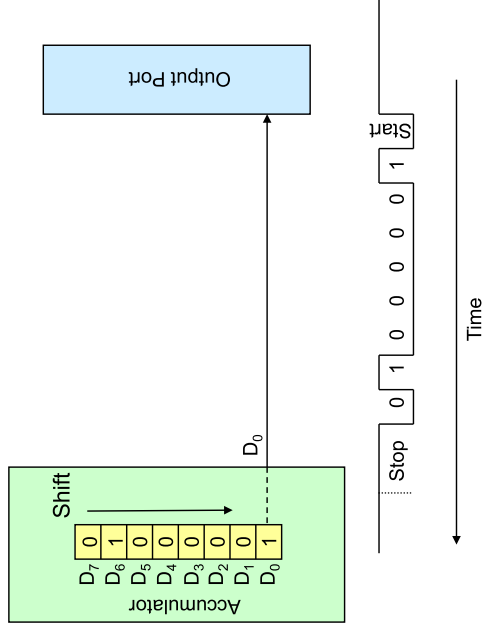 Output Port
Shift
D₀
D₇ 0
D₆ 1
D₅ 0
D₄ 0
D₃ 0
D₂ 0
D₁ 0
D₀ 1
Accumulator
Stop 0 1 0 0 0 0 0 1 Start
Time